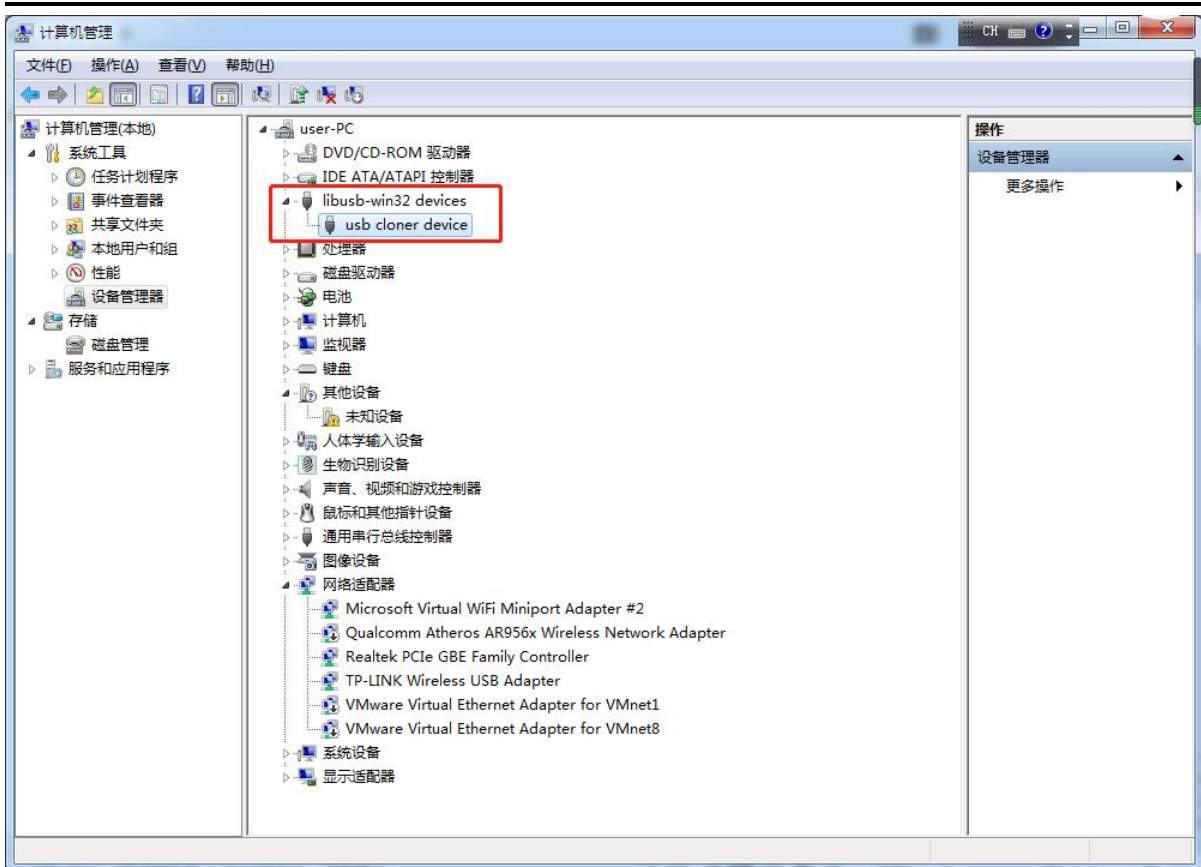 计算机管理
CH
文件(F) 操作(A) 查看(V) 帮助(H)
计算机管理(本地)
系统工具
任务计划程序
事件查看器
共享文件夹
本地用户和组
性能
设备管理器
存储
磁盘管理
服务和应用程序
user-PC
DVD/CD-ROM 驱动器
IDE ATA/ATAPI 控制器
libusb-win32 devices
usb cloner device
处理器
磁盘驱动器
电池
计算机
监视器
键盘
其他设备
未知设备
人体学输入设备
生物识别设备
声音、视频和游戏控制器
鼠标和其他指针设备
通用串行总线控制器
图像设备
网络适配器
Microsoft Virtual WiFi Miniport Adapter #2
Qualcomm Atheros AR956x Wireless Network Adapter
Realtek PCIe GBE Family Controller
TP-LINK Wireless USB Adapter
VMware Virtual Ethernet Adapter for VMnet1
VMware Virtual Ethernet Adapter for VMnet8
系统设备
显示适配器
操作
设备管理器
更多操作